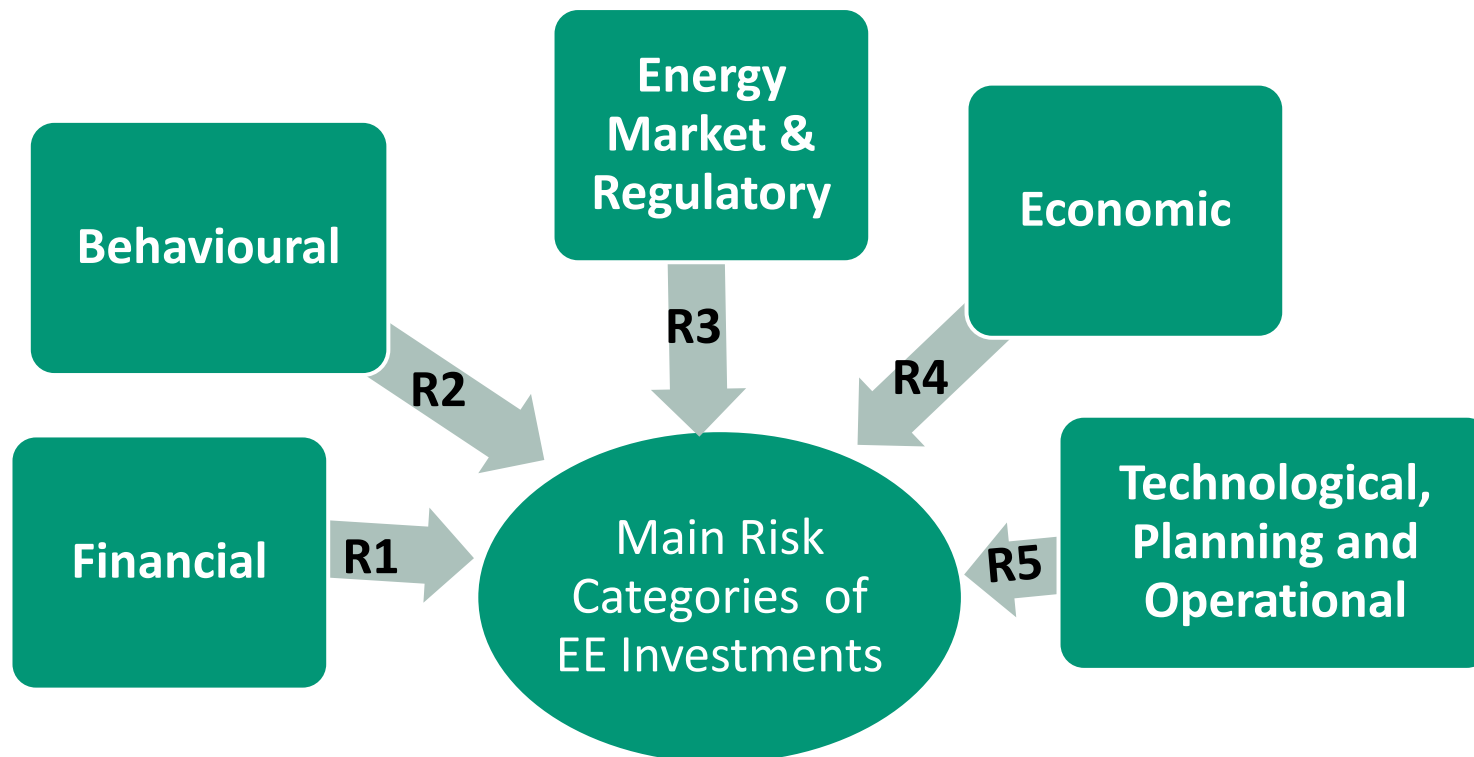 Energy
Market &
Regulatory
Behavioural
Economic
R3
R2
R4
Financial
R1
Main Risk
Categories of
EE Investments
R5
Technological,
Planning and
Operational